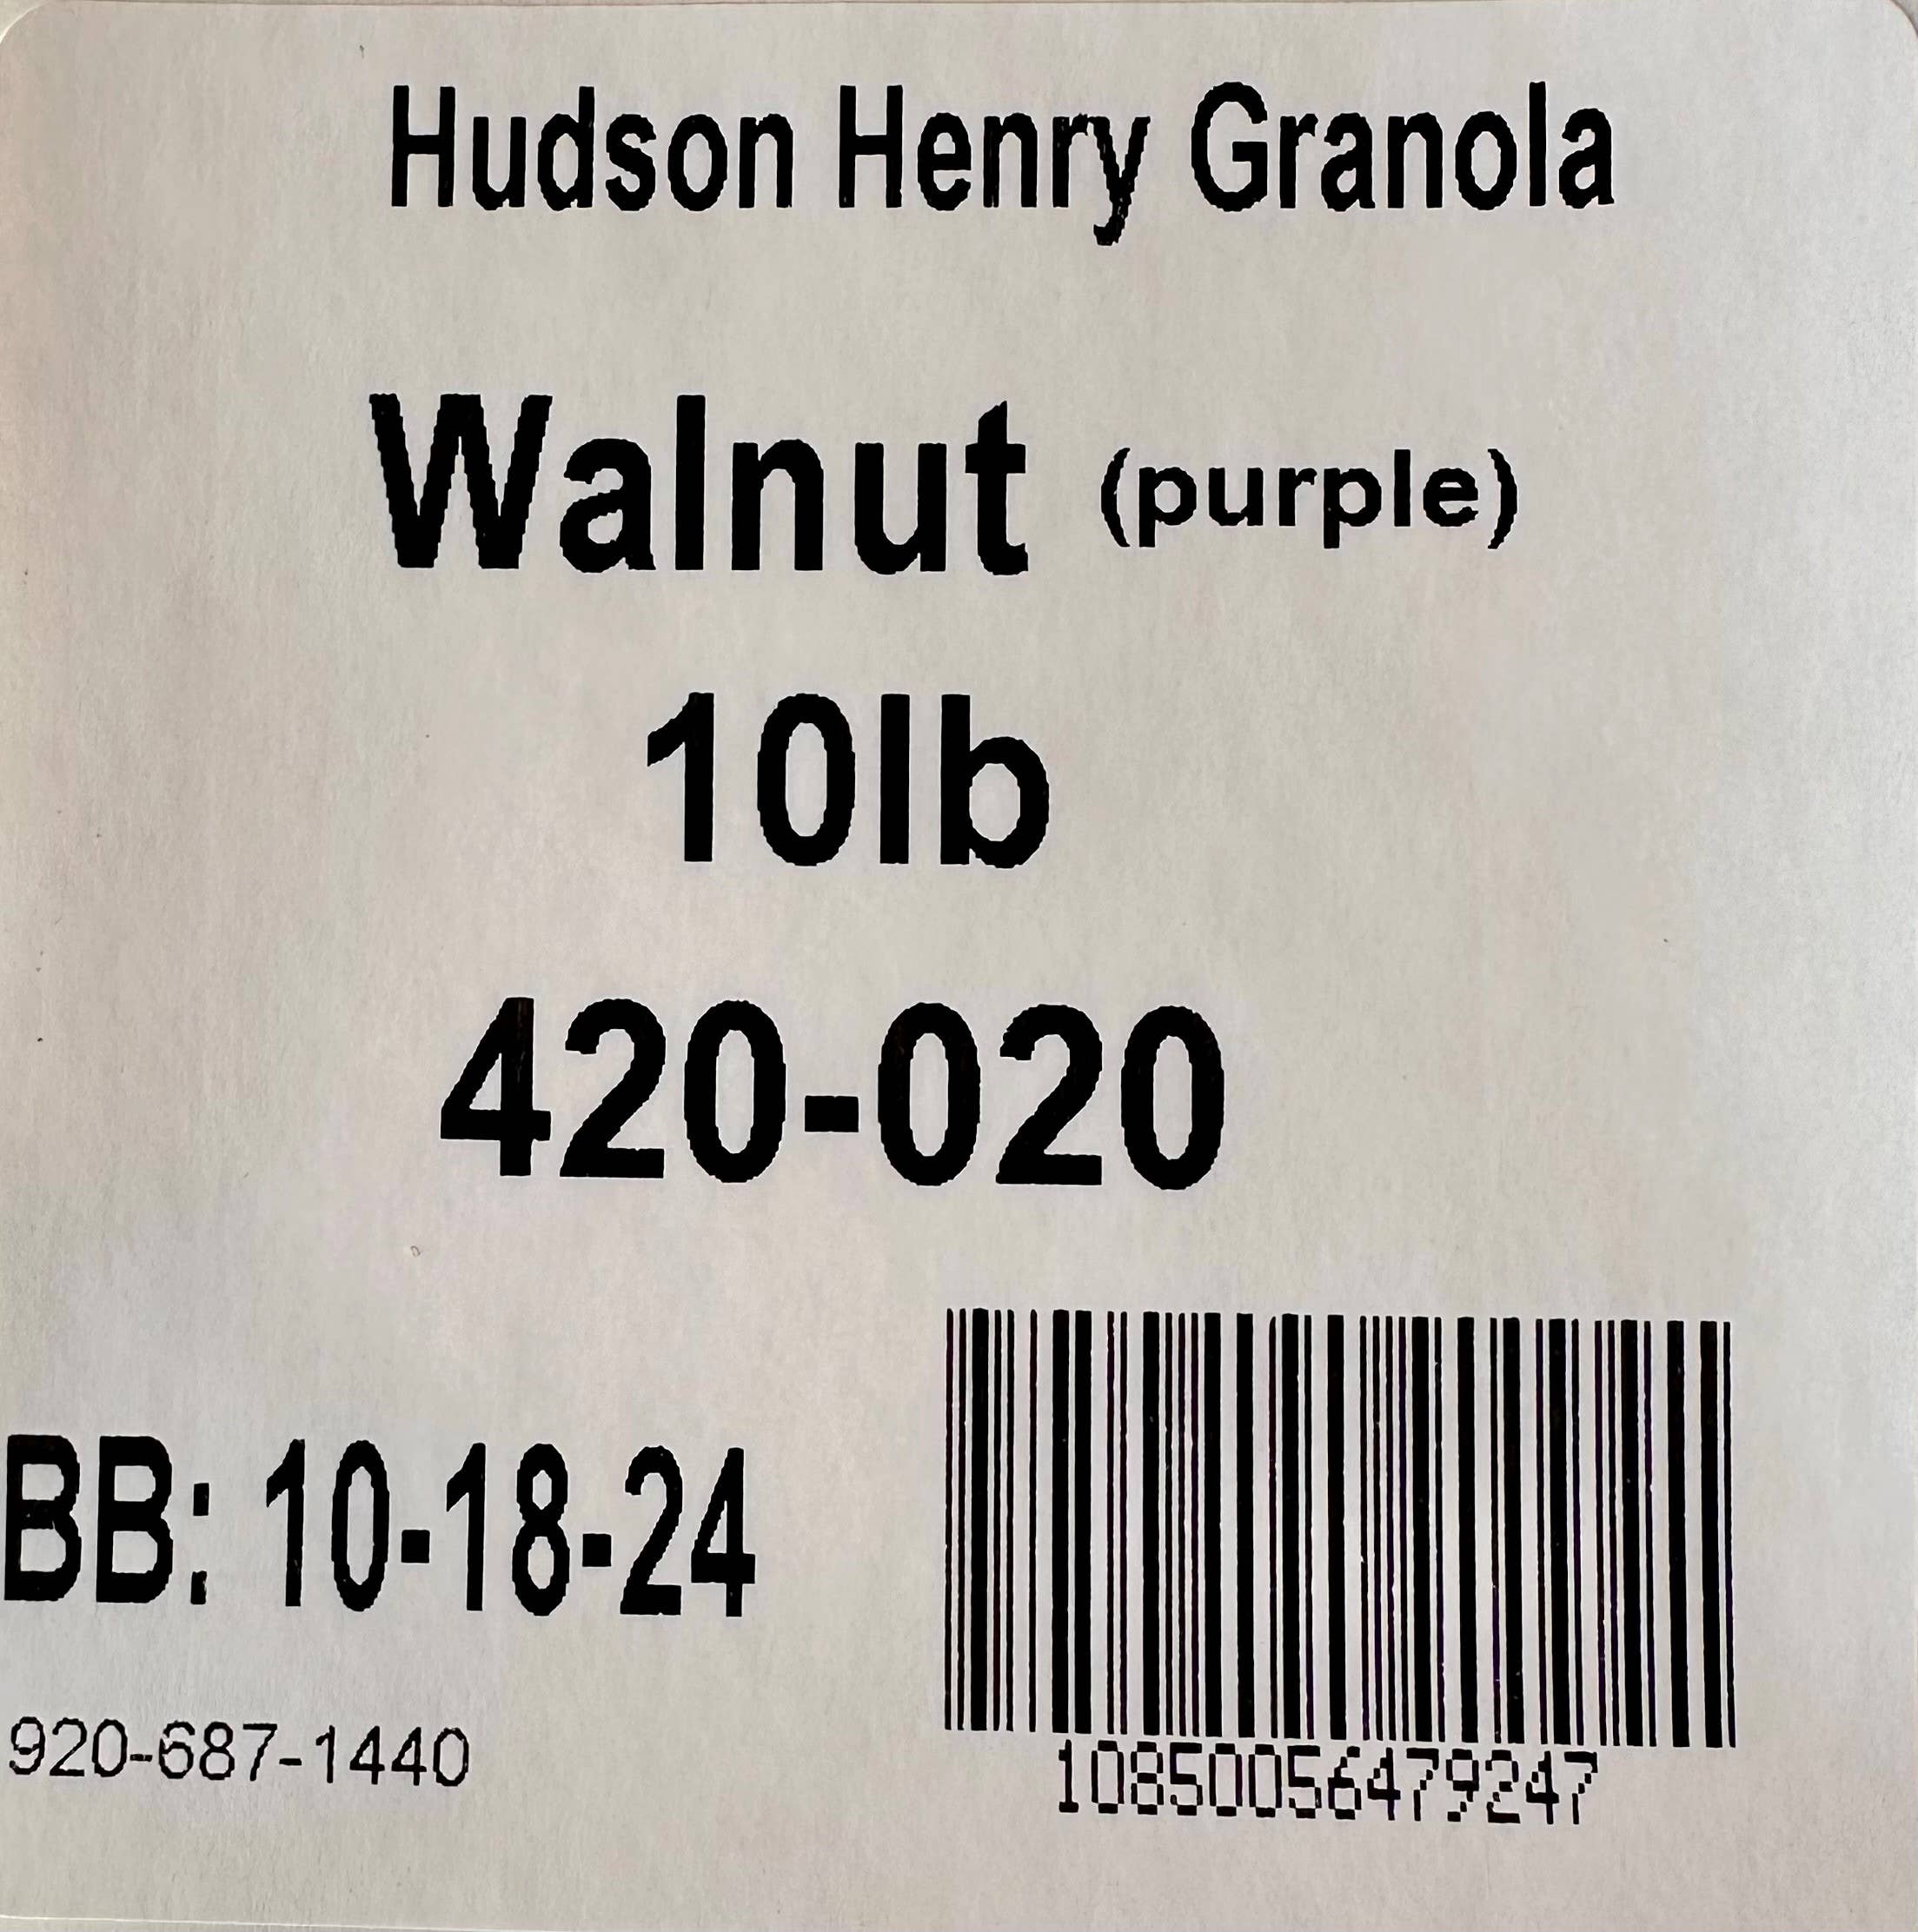 Hudson Henry Granola
Walnut (purple)
10lb
420-020
BB: 10-18-24
920-687-1440
10850056479247